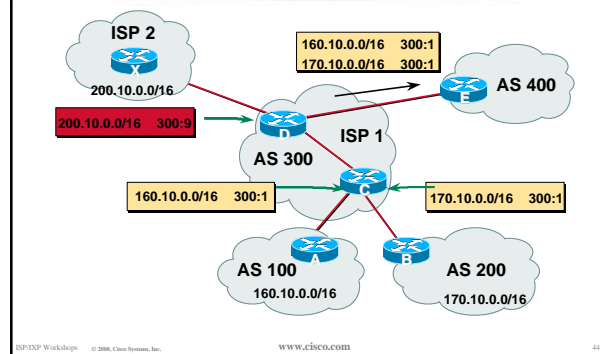 ISP 2
X
200.10.0.0/16
160.10.0.0/16 300:1
170.10.0.0/16 300:1
E
AS 400
200.10.0.0/16 300:9
D
ISP 1
AS 300
160.10.0.0/16 300:1
C
170.10.0.0/16 300:1
A
AS 100
160.10.0.0/16
B
AS 200
170.10.0.0/16
ISP/IXP Workshops © 2000, Cisco Systems, Inc. www.cisco.com 44